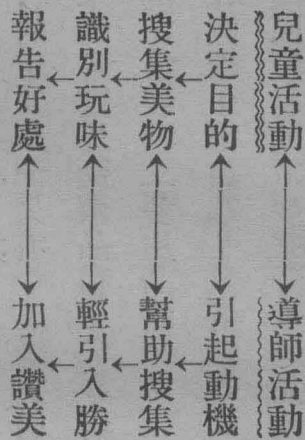 兒童活動
導師活動
決定目的
引起動機
搜集美物
幫助搜集
識別玩味
輕引入勝
報告好處
加入讚美